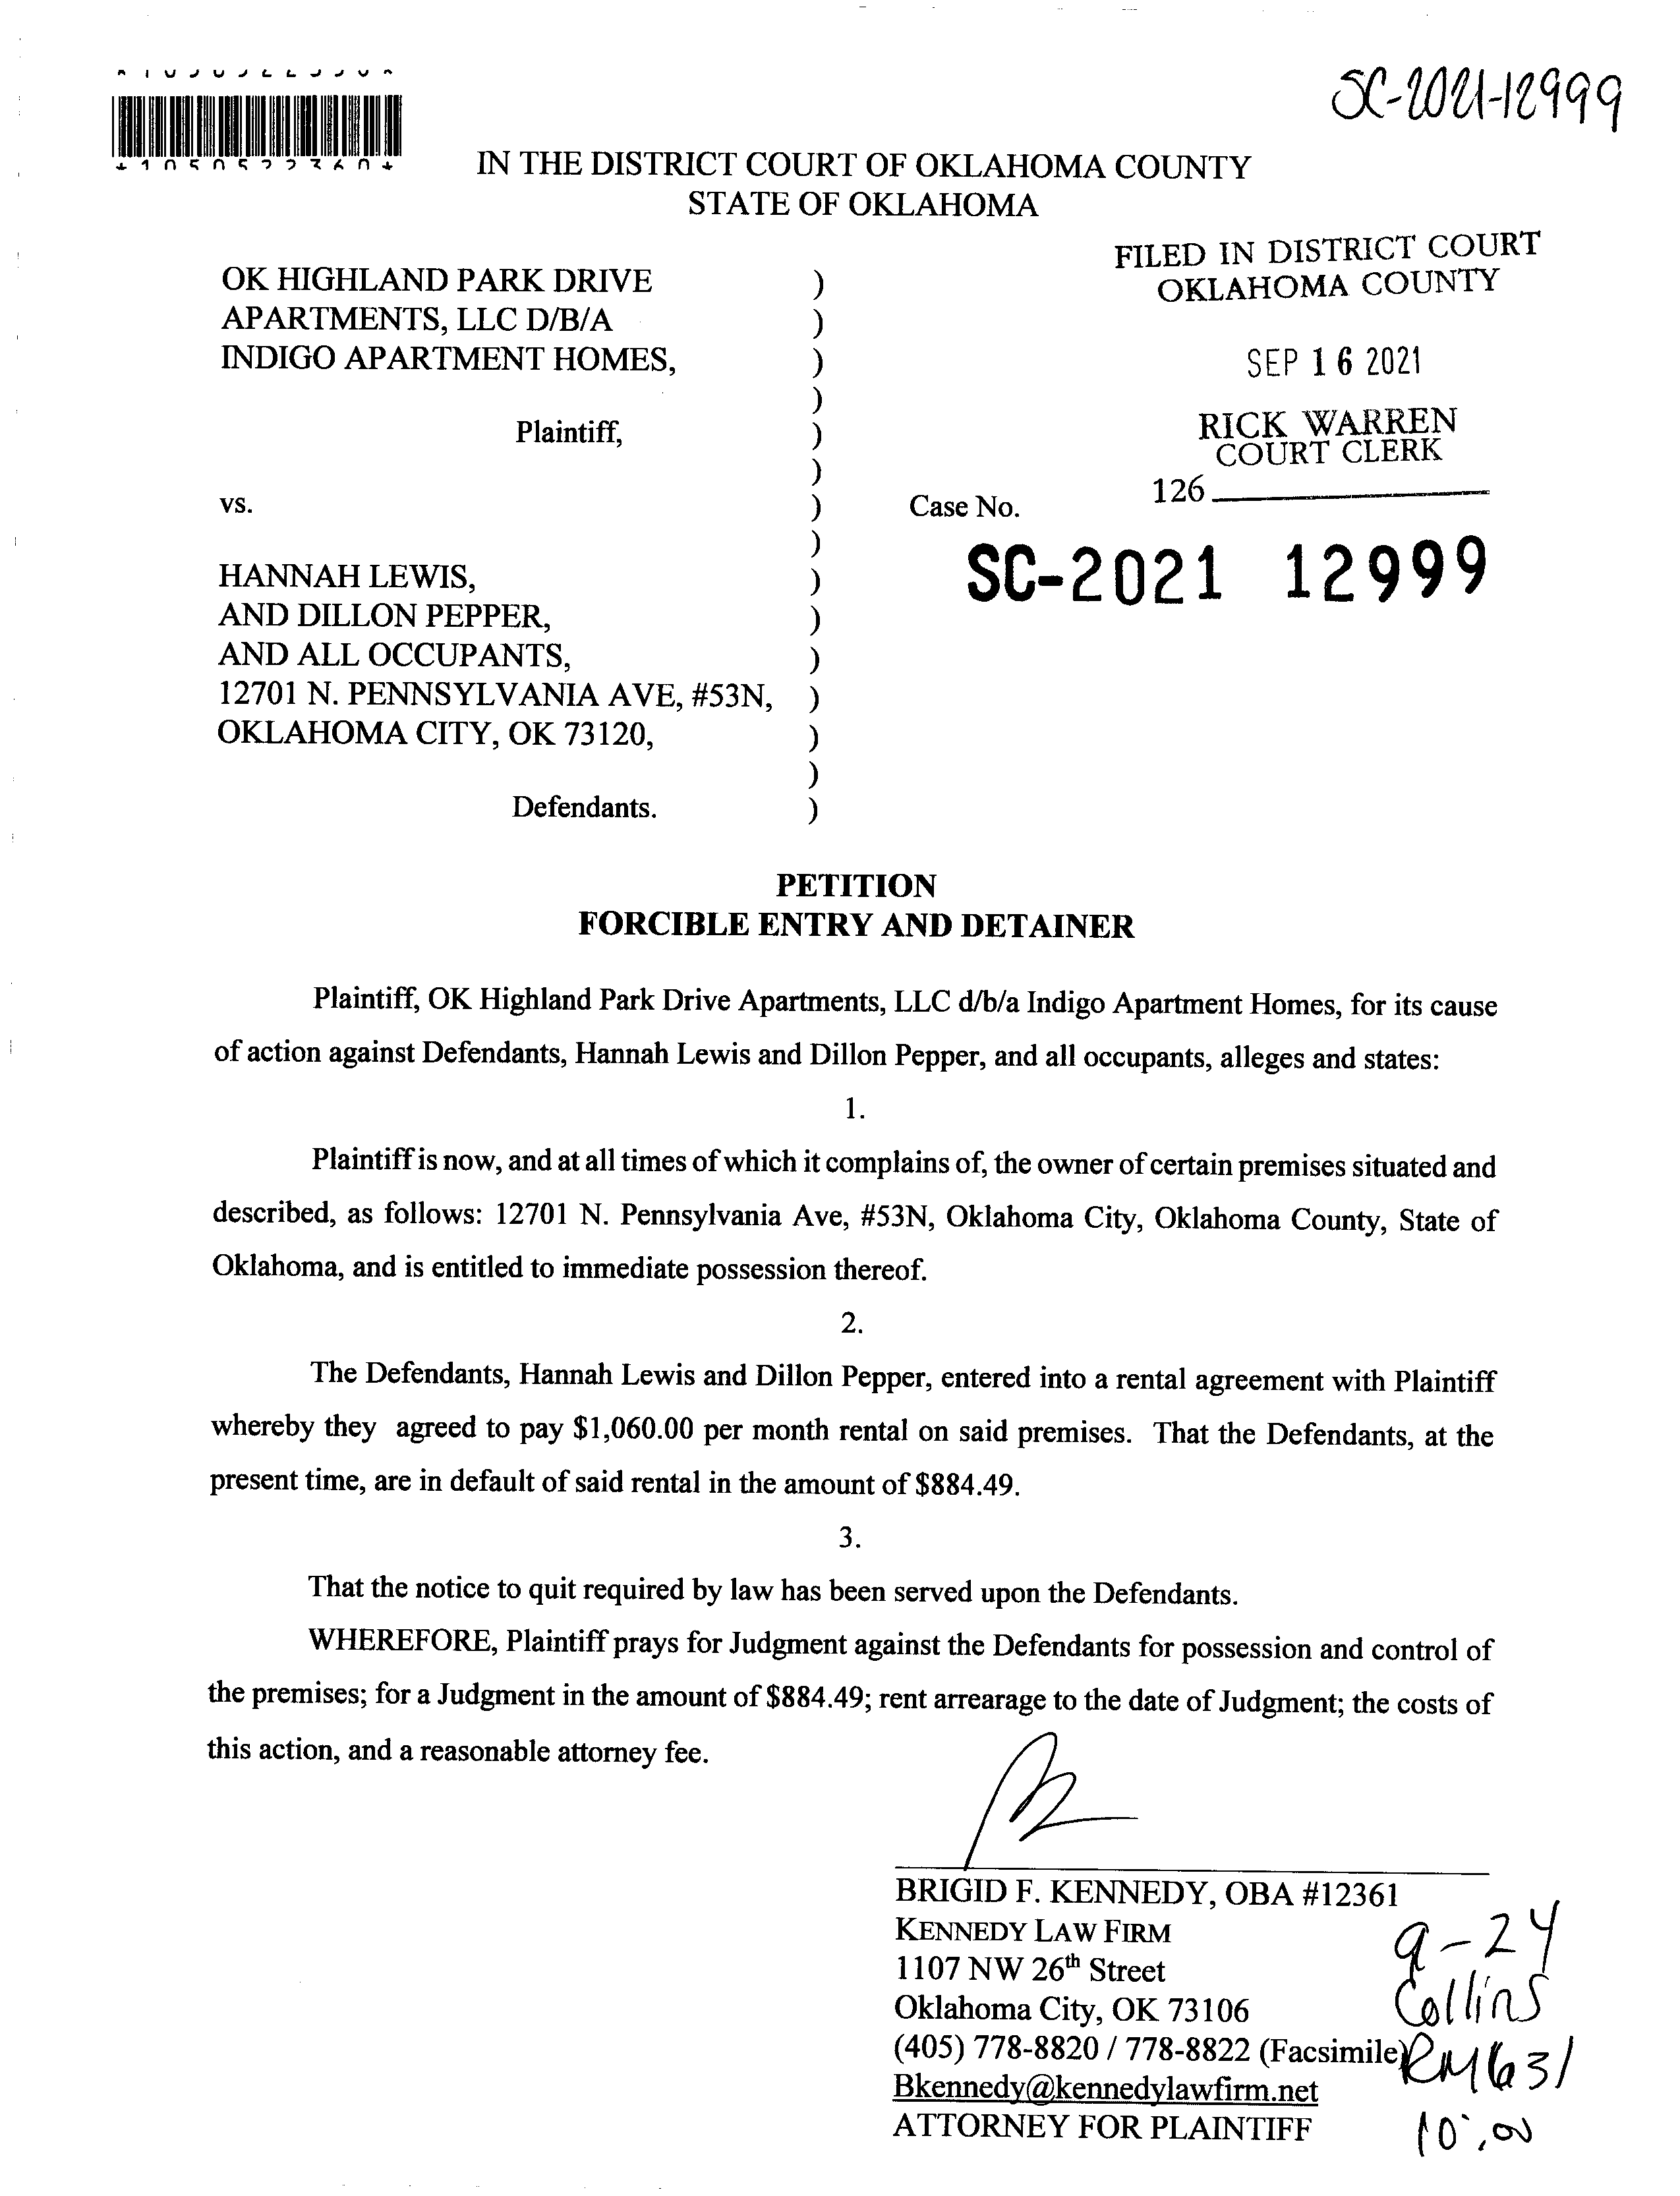 SC-2021-12999
IN THE DISTRICT COURT OF OKLAHOMA COUNTY
STATE OF OKLAHOMA
FILED IN DISTRICT COURT
OKLAHOMA COUNTY
SEP 16 2021
RICK WARREN
COURT CLERK
126
OK HIGHLAND PARK DRIVE )
APARTMENTS, LLC D/B/A )
INDIGO APARTMENT HOMES, )
)
Plaintiff, )
)
vs. ) Case No.
)
SC-2021 12999
HANNAH LEWIS, )
AND DILLON PEPPER, )
AND ALL OCCUPANTS, )
12701 N. PENNSYLVANIA AVE, #53N, )
OKLAHOMA CITY, OK 73120, )
)
Defendants. )
PETITION
FORCIBLE ENTRY AND DETAINER
Plaintiff, OK Highland Park Drive Apartments, LLC d/b/a Indigo Apartment Homes, for its cause
of action against Defendants, Hannah Lewis and Dillon Pepper, and all occupants, alleges and states:
1.
Plaintiff is now, and at all times of which it complains of, the owner of certain premises situated and
described, as follows: 12701 N. Pennsylvania Ave, #53N, Oklahoma City, Oklahoma County, State of
Oklahoma, and is entitled to immediate possession thereof.
2.
The Defendants, Hannah Lewis and Dillon Pepper, entered into a rental agreement with Plaintiff
whereby they agreed to pay $1,060.00 per month rental on said premises. That the Defendants, at the
present time, are in default of said rental in the amount of $884.49.
3.
That the notice to quit required by law has been served upon the Defendants.
WHEREFORE, Plaintiff prays for Judgment against the Defendants for possession and control of
the premises; for a Judgment in the amount of $884.49; rent arrearage to the date of Judgment; the costs of
this action, and a reasonable attorney fee.
BRIGID F. KENNEDY, OBA #12361
KENNEDY LAW FIRM
1107 NW 26th Street
Oklahoma City, OK 73106
(405) 778-8820 / 778-8822 (Facsimile)
Bkennedy@kennedylawfirm.net
ATTORNEY FOR PLAINTIFF
9-24
Collins
RM 631
10:00